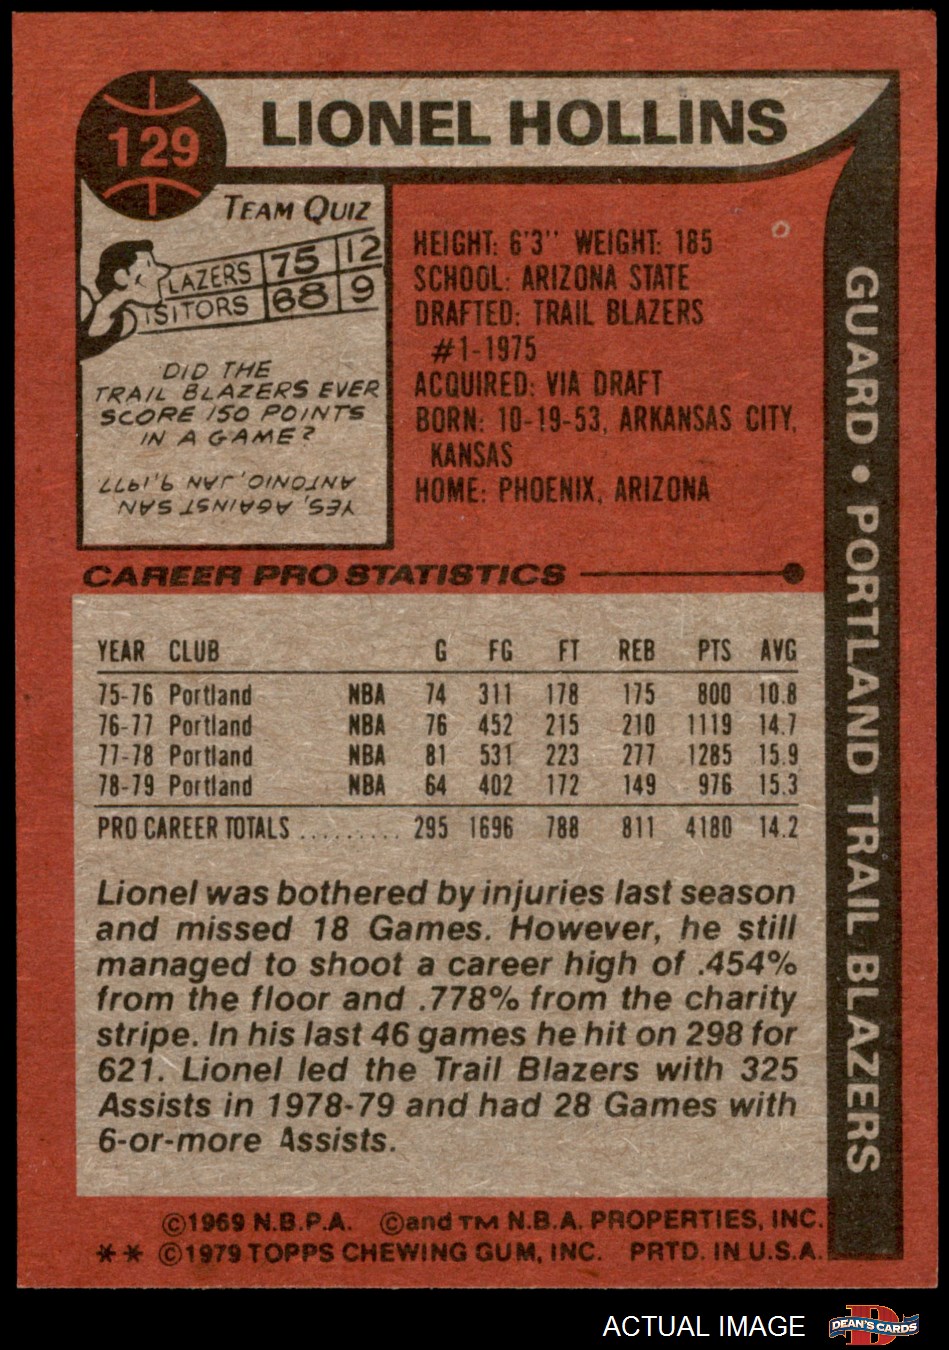 129
LIONEL HOLLINS
TEAM QUIZ
LAZERS 75 12
ISITORS 68 9
DID THE
TRAIL BLAZERS EVER
SCORE 150 POINTS
IN A GAME?
YES, AGAINST SAN
ANTONIO, JAN 9, 1977
HEIGHT: 6'3" WEIGHT: 185
SCHOOL: ARIZONA STATE
DRAFTED: TRAIL BLAZERS
#1-1975
ACQUIRED: VIA DRAFT
BORN: 10-19-53, ARKANSAS CITY,
KANSAS
HOME: PHOENIX, ARIZONA
GUARD • PORTLAND TRAIL BLAZERS
CAREER PRO STATISTICS
YEAR CLUB G FG FT REB PTS AVG
75-76 Portland NBA 74 311 178 175 800 10.8
76-77 Portland NBA 76 452 215 210 1119 14.7
77-78 Portland NBA 81 531 223 277 1285 15.9
78-79 Portland NBA 64 402 172 149 976 15.3
PRO CAREER TOTALS ......... 295 1696 788 811 4180 14.2
Lionel was bothered by injuries last season
and missed 18 Games. However, he still
managed to shoot a career high of .454%
from the floor and .778% from the charity
stripe. In his last 46 games he hit on 298 for
621. Lionel led the Trail Blazers with 325
Assists in 1978-79 and had 28 Games with
6-or-more Assists.
©1969 N.B.P.A. ©and TM N.B.A. PROPERTIES, INC.
** ©1979 TOPPS CHEWING GUM, INC. PRTD. IN U.S.A.
ACTUAL IMAGE
DEAN'S CARDS